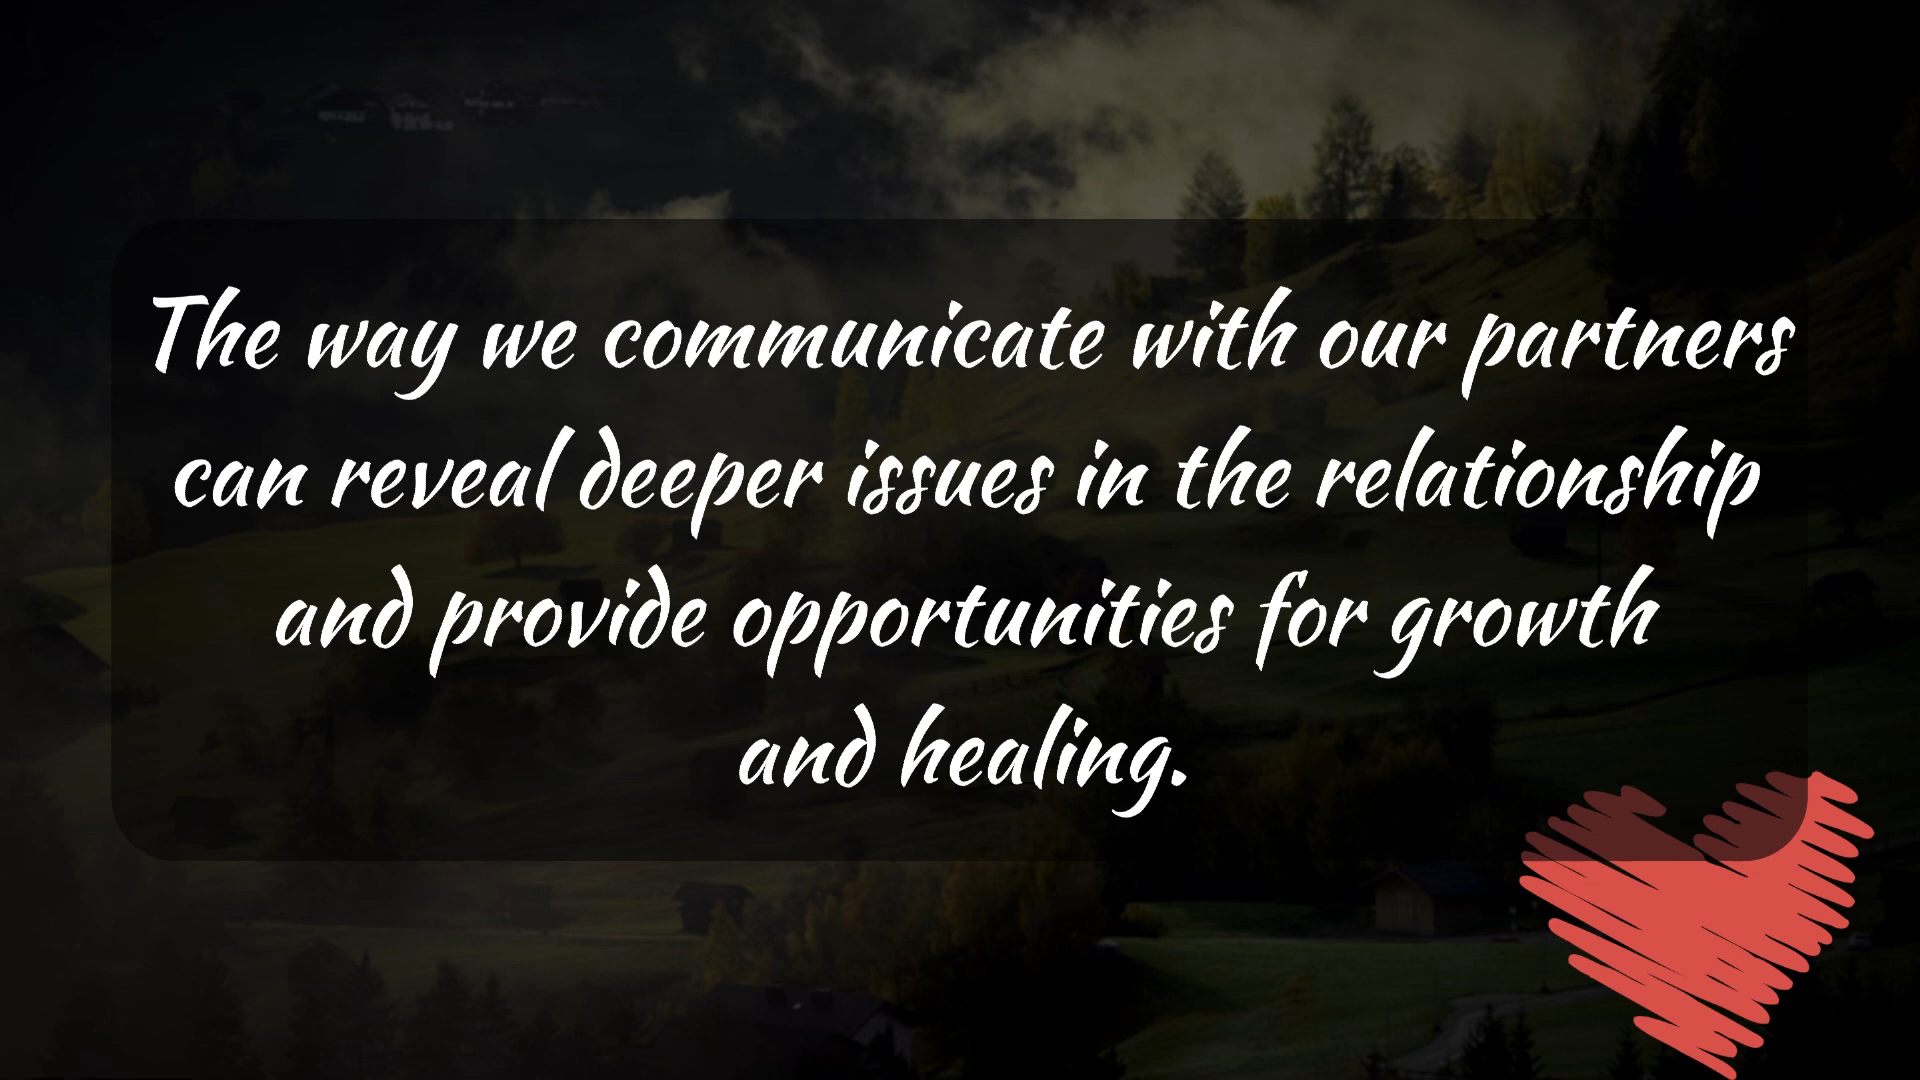 The way we communicate with our partners
can reveal deeper issues in the relationship
and provide opportunities for growth
and healing.